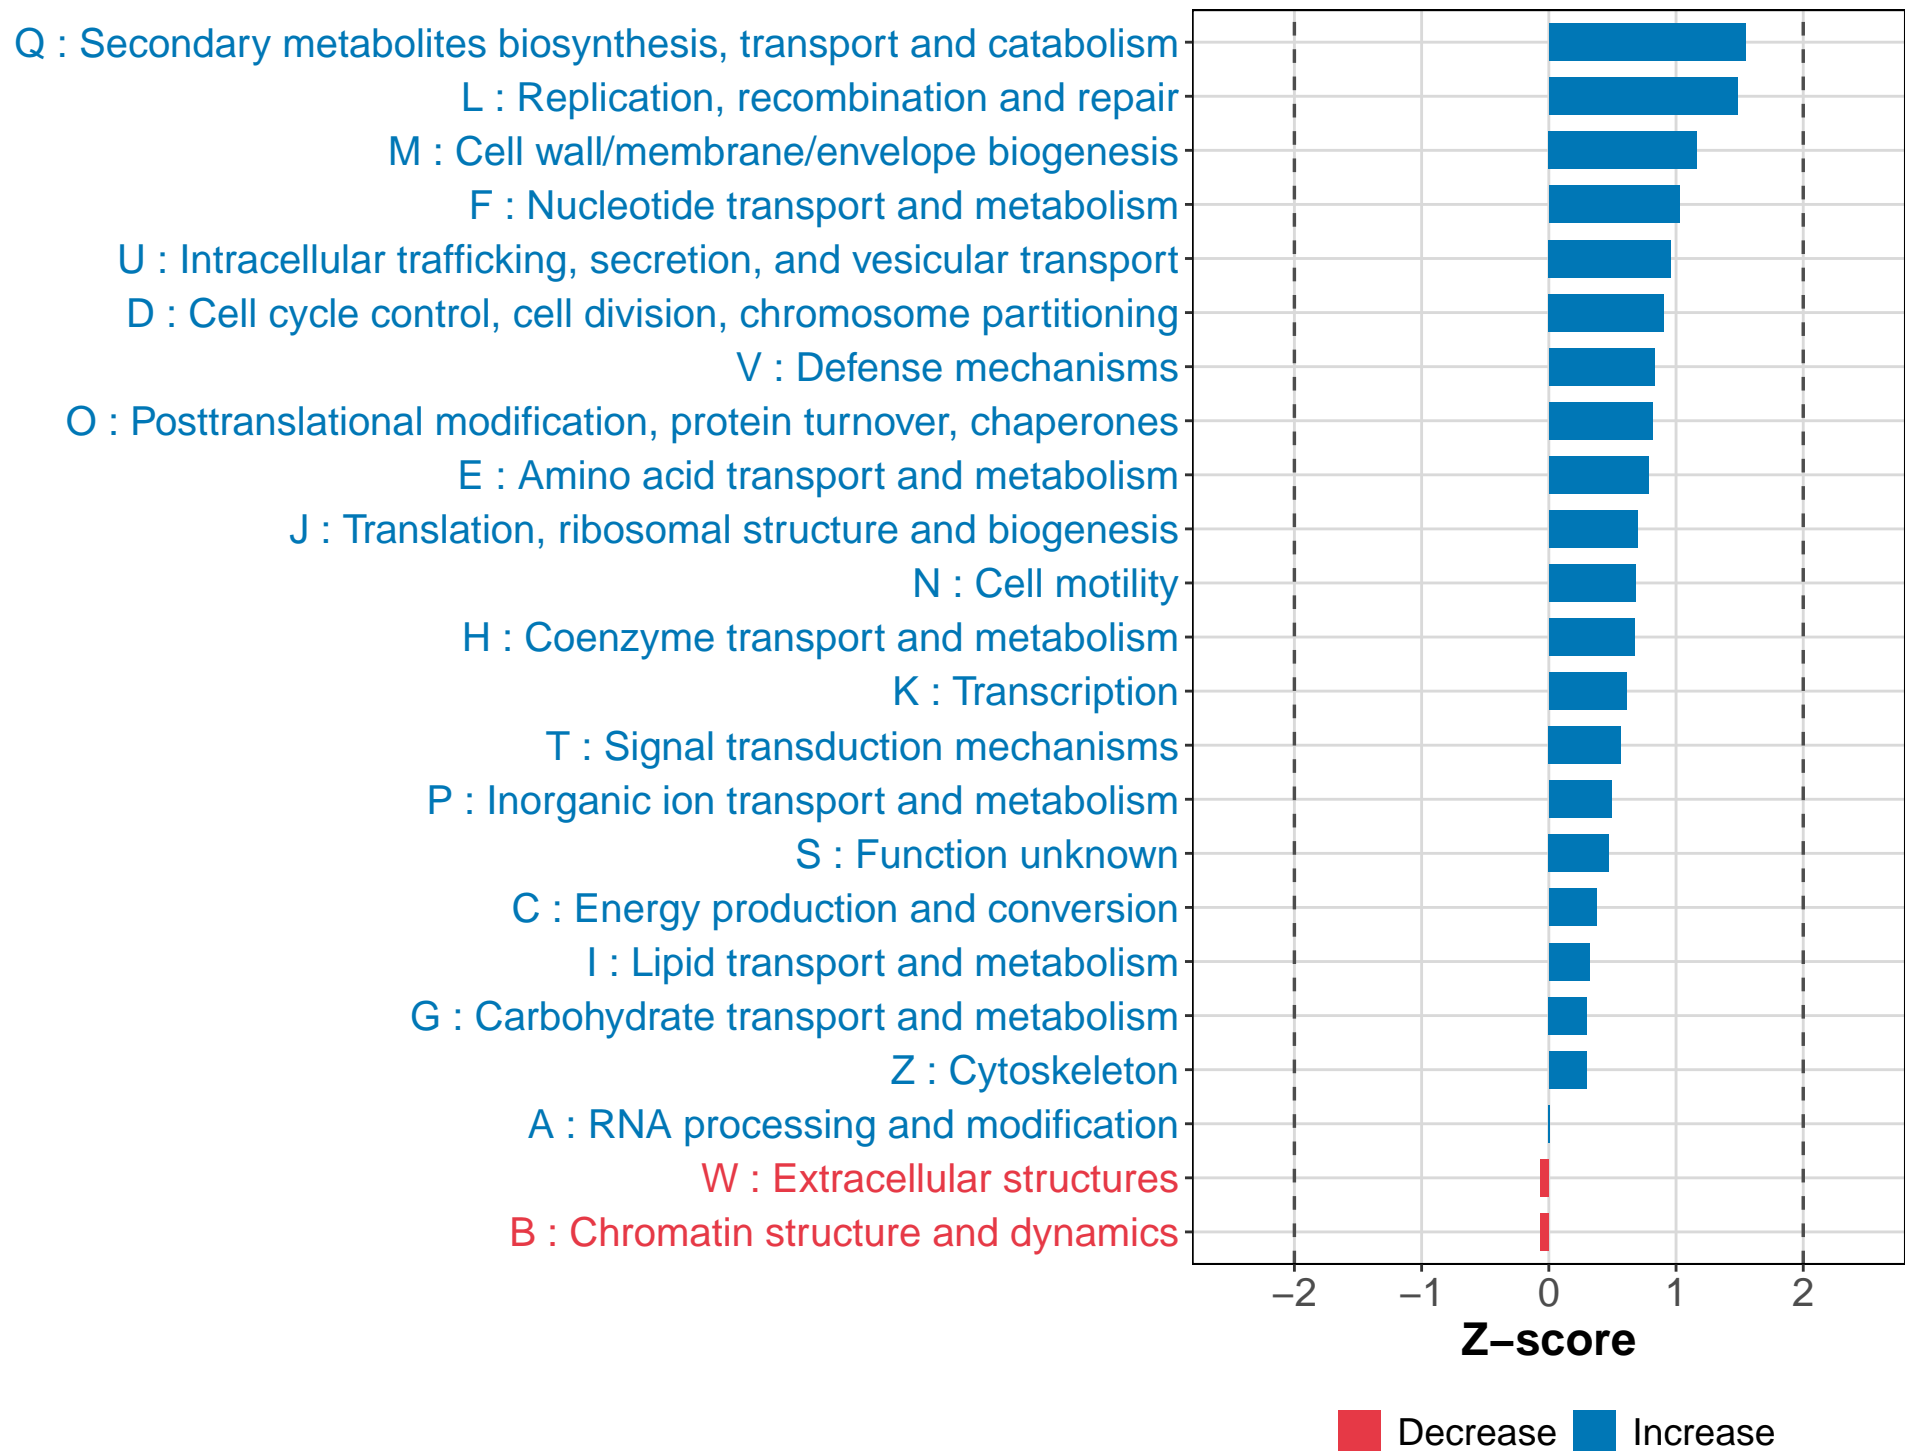 Q : Secondary metabolites biosynthesis, transport and catabolism
L : Replication, recombination and repair
M : Cell wall/membrane/envelope biogenesis
F : Nucleotide transport and metabolism
U : Intracellular trafficking, secretion, and vesicular transport
D : Cell cycle control, cell division, chromosome partitioning
V : Defense mechanisms
O : Posttranslational modification, protein turnover, chaperones
E : Amino acid transport and metabolism
J : Translation, ribosomal structure and biogenesis
N : Cell motility
H : Coenzyme transport and metabolism
K : Transcription
T : Signal transduction mechanisms
P : Inorganic ion transport and metabolism
S : Function unknown
C : Energy production and conversion
I : Lipid transport and metabolism
G : Carbohydrate transport and metabolism
Z : Cytoskeleton
A : RNA processing and modification
W : Extracellular structures
B : Chromatin structure and dynamics
−2 −1 0 1 2
Z−score
Decrease Increase